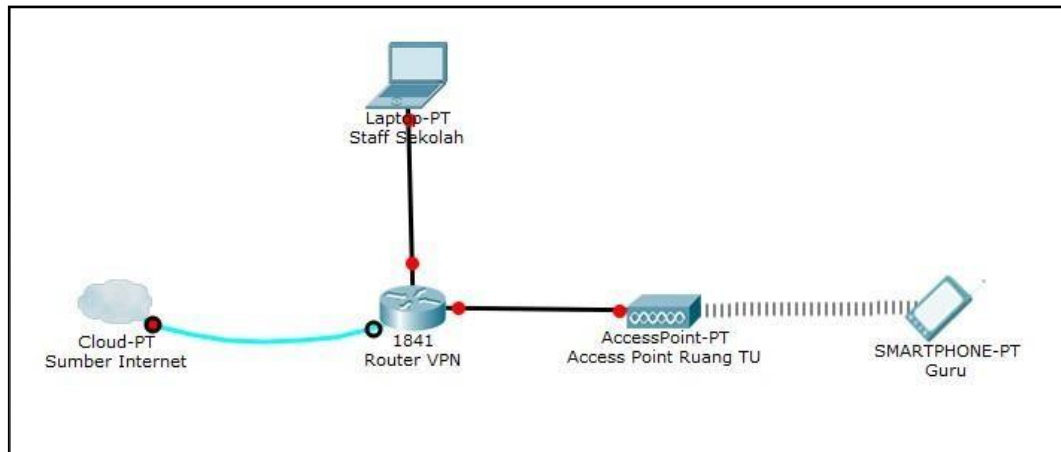 Laptop-PT
Staff Sekolah
Cloud-PT
Sumber Internet
1841
Router VPN
AccessPoint-PT
Access Point Ruang TU
SMARTPHONE-PT
Guru